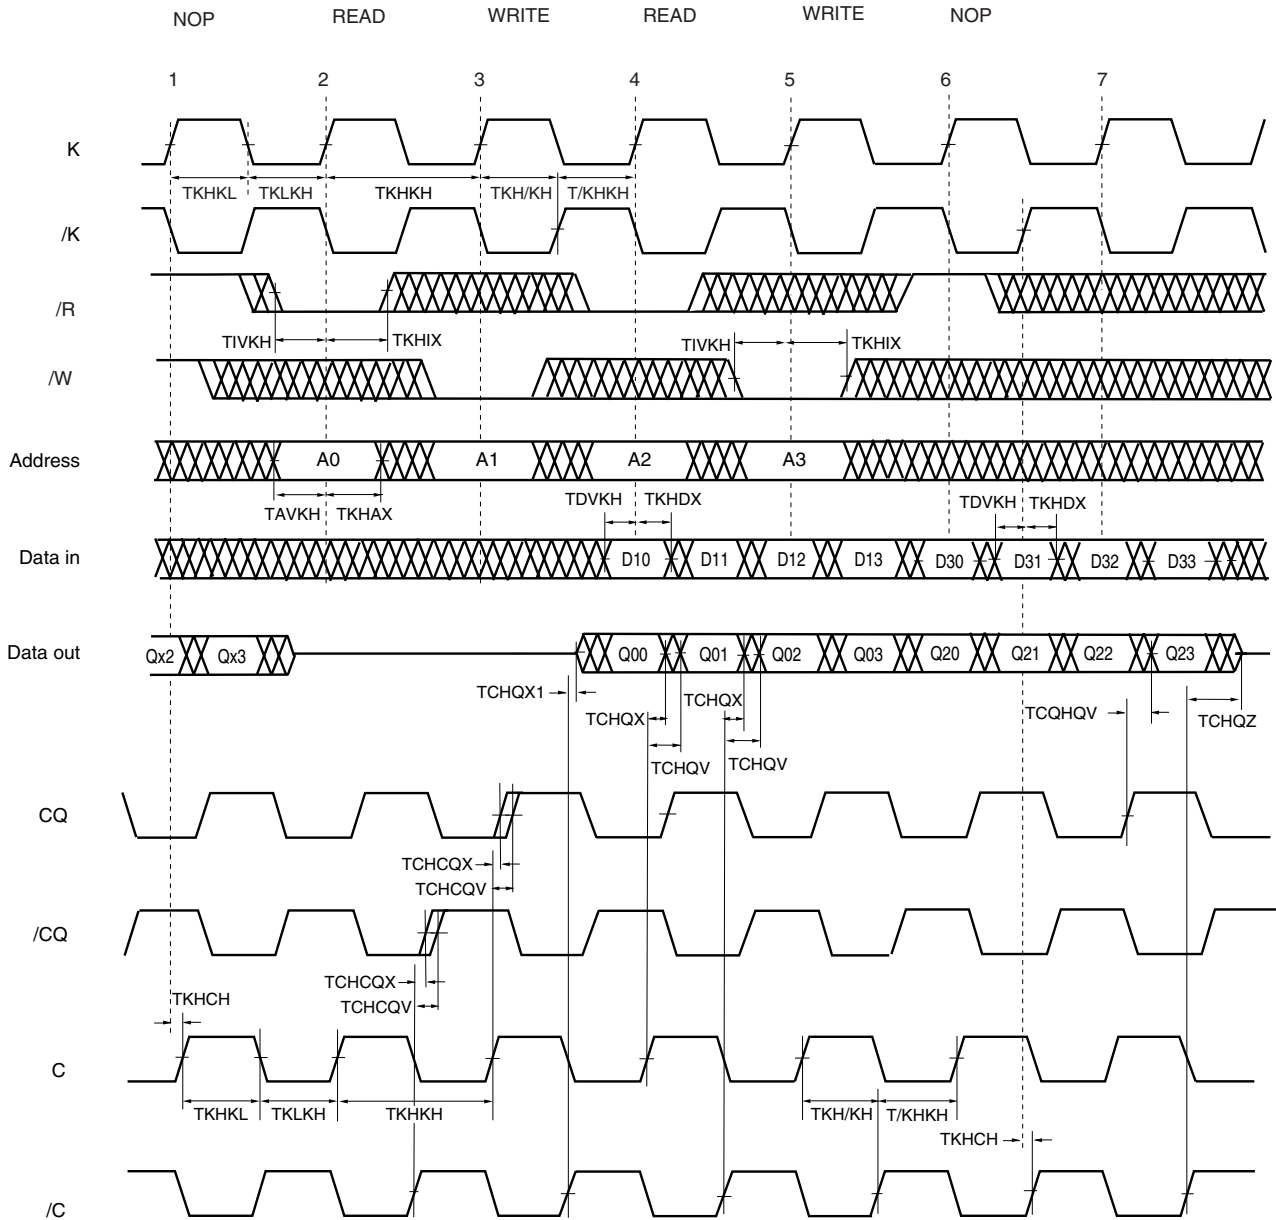 NOP READ WRITE READ WRITE NOP
1 2 3 4 5 6 7
K
TKHKL TKLKH TKHKH TKH/KH T/KHKH
/K
/R
TIVKH TKHIX TIVKH TKHIX
/W
Address A0 A1 A2 A3
TAVKH TKHAX TDVKH TKHDX TDVKH TKHDX
Data in D10 D11 D12 D13 D30 D31 D32 D33
Data out Qx2 Qx3 Q00 Q01 Q02 Q03 Q20 Q21 Q22 Q23
TCHQX1 TCHQX TCHQX TCQHQV TCHQZ
TCHQV TCHQV
CQ
TCHCQX
TCHCQV
/CQ
TCHCQX
TCHCQV
TKHCH
C
TKHKL TKLKH TKHKH TKH/KH T/KHKH
TKHCH
/C